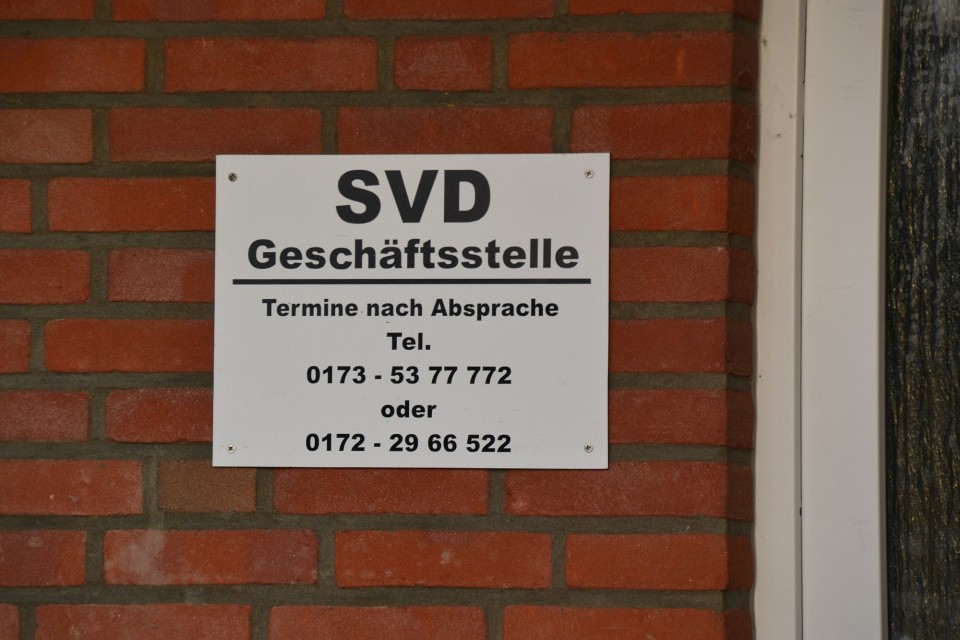 SVD
Geschäftsstelle
Termine nach Absprache
Tel.
0173 - 53 77 772
oder
0172 - 29 66 522